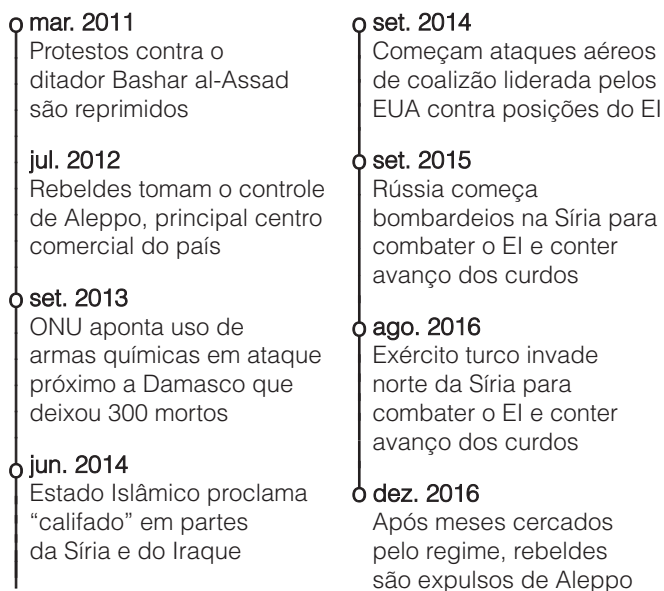 mar. 2011
Protestos contra o
ditador Bashar al-Assad
são reprimidos
jul. 2012
Rebeldes tomam o controle
de Aleppo, principal centro
comercial do país
set. 2013
ONU aponta uso de
armas químicas em ataque
próximo a Damasco que
deixou 300 mortos
jun. 2014
Estado Islâmico proclama
“califado” em partes
da Síria e do Iraque
set. 2014
Começam ataques aéreos
de coalizão liderada pelos
EUA contra posições do EI
set. 2015
Rússia começa
bombardeios na Síria para
combater o EI e conter
avanço dos curdos
ago. 2016
Exército turco invade
norte da Síria para
combater o EI e conter
avanço dos curdos
dez. 2016
Após meses cercados
pelo regime, rebeldes
são expulsos de Aleppo